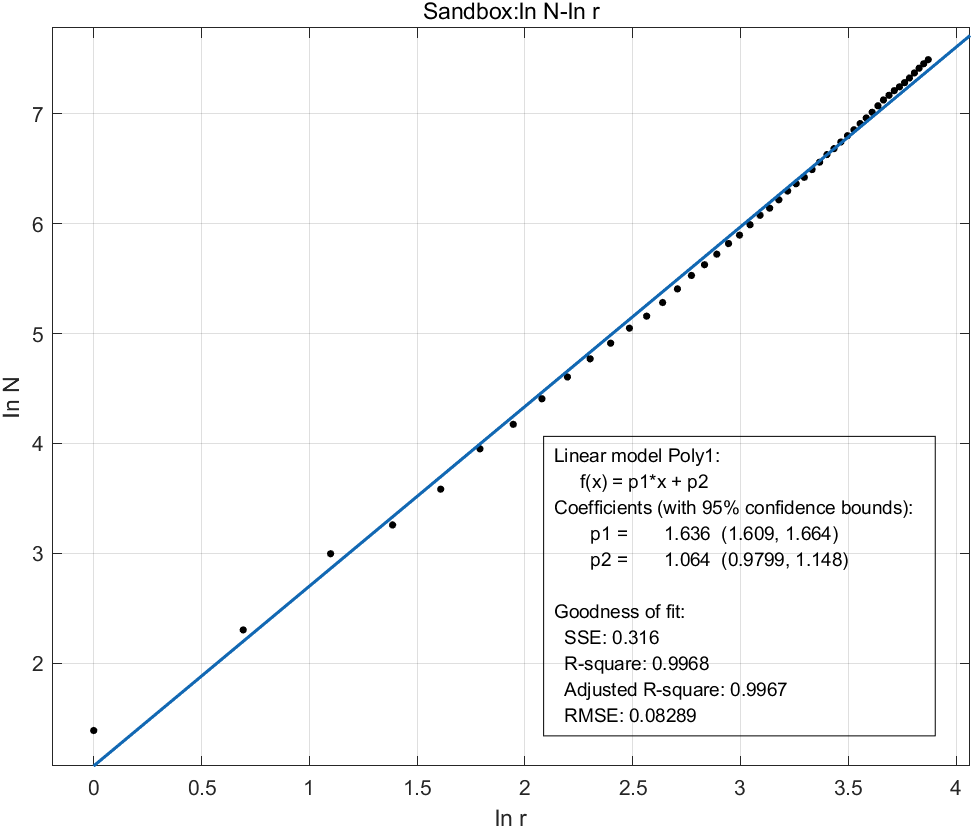 Sandbox:ln N-ln r
7
6
5
4
3
2
ln N
Linear model Poly1:
f(x) = p1*x + p2
Coefficients (with 95% confidence bounds):
p1 = 1.636 (1.609, 1.664)
p2 = 1.064 (0.9799, 1.148)
Goodness of fit:
SSE: 0.316
R-square: 0.9968
Adjusted R-square: 0.9967
RMSE: 0.08289
0 0.5 1 1.5 2 2.5 3 3.5 4
ln r